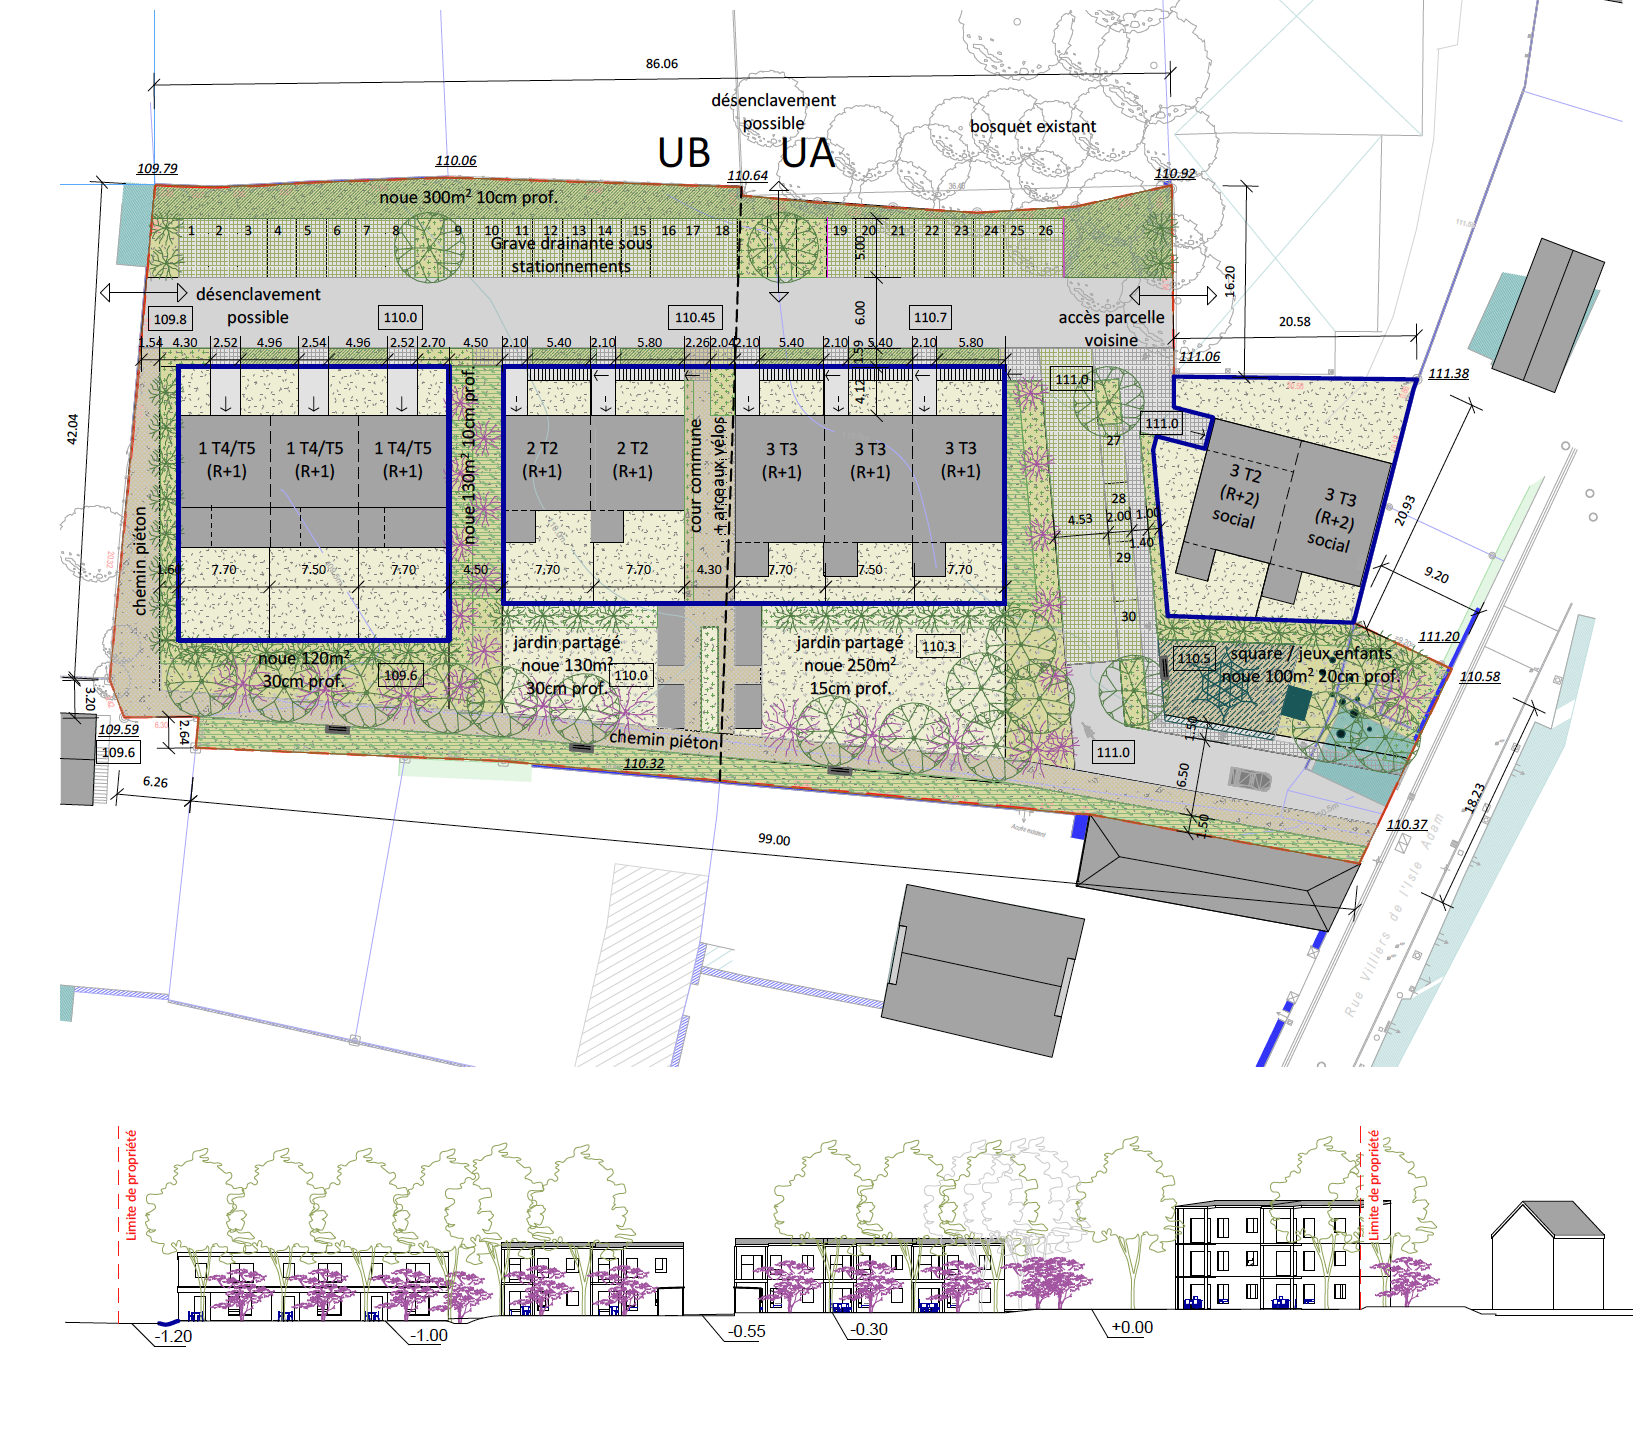 86.06
désenclavement
possible
bosquet existant
UB UA
109.79
110.06
110.64
110.92
36.40
111.50
noue 300m² 10cm prof.
1 2 3 4 5 6 7 8 9 10 11 12 13 14 15 16 17 18 19 20 21 22 23 24 25 26
Grave drainante sous
stationnements
5.00
16.20
désenclavement
possible
109.8
110.0
110.45
110.7
6.00
accès parcelle
voisine
20.58
1.54 4.30 2.52 4.96 2.54 4.96 2.52 2.70 4.50 2.10 5.40 2.10 5.80 2.26 2.04 2.10 5.40 2.10 5.40 2.10 5.80
1.59
4.12
111.06
111.38
111.0
111.0
42.04
1 T4/T5
(R+1)
1 T4/T5
(R+1)
1 T4/T5
(R+1)
noue 130m² 10cm prof.
2 T2
(R+1)
2 T2
(R+1)
cour commune
+ arceaux vélos
3 T3
(R+1)
3 T3
(R+1)
3 T3
(R+1)
27
28
29
30
4.53
2.00
1.00
1.40
3 T2
(R+2)
social
3 T3
(R+2)
social
20.93
9.20
chemin piéton
1.60 7.70 7.50 7.70 4.50 7.70 7.70 4.30 7.70 7.50 7.70
noue 120m²
30cm prof.
109.6
jardin partagé
noue 130m²
30cm prof.
110.0
jardin partagé
noue 250m²
15cm prof.
110.3
110.5
square / jeux enfants
noue 100m² 20cm prof.
111.20
110.58
3.20
109.59
109.6
6.30
2.64
chemin piéton
110.32
111.0
1.50
6.50
1.50
18.23
110.37
6.26
99.00
Accès existant
Rue Villiers de l'Isle Adam
Limite de propriété
Limite de propriété
-1.20
-1.00
-0.55
-0.30
+0.00